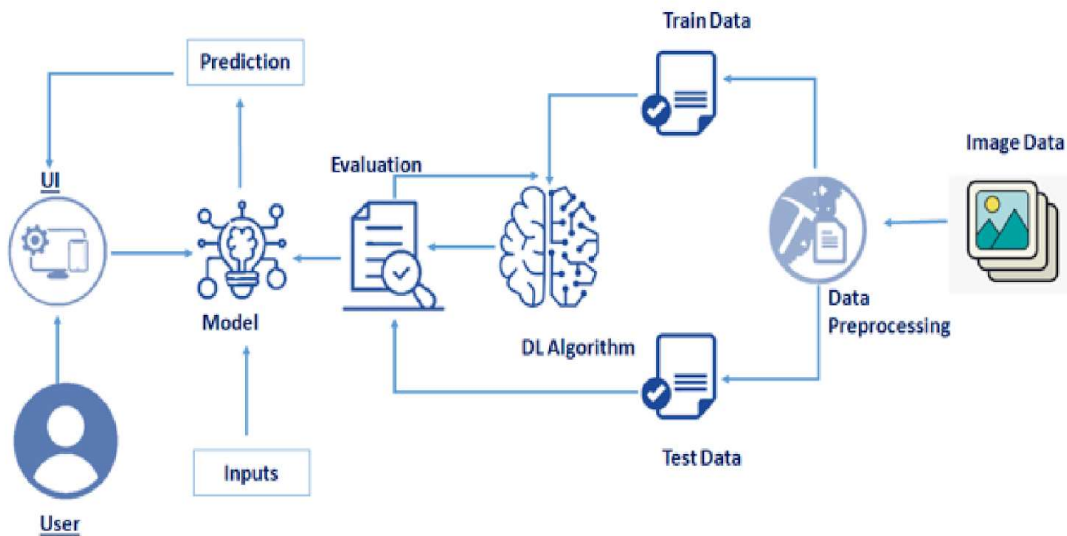 Train Data
Prediction
Image Data
Evaluation
UI
Data
Preprocessing
Model
DL Algorithm
Test Data
Inputs
User